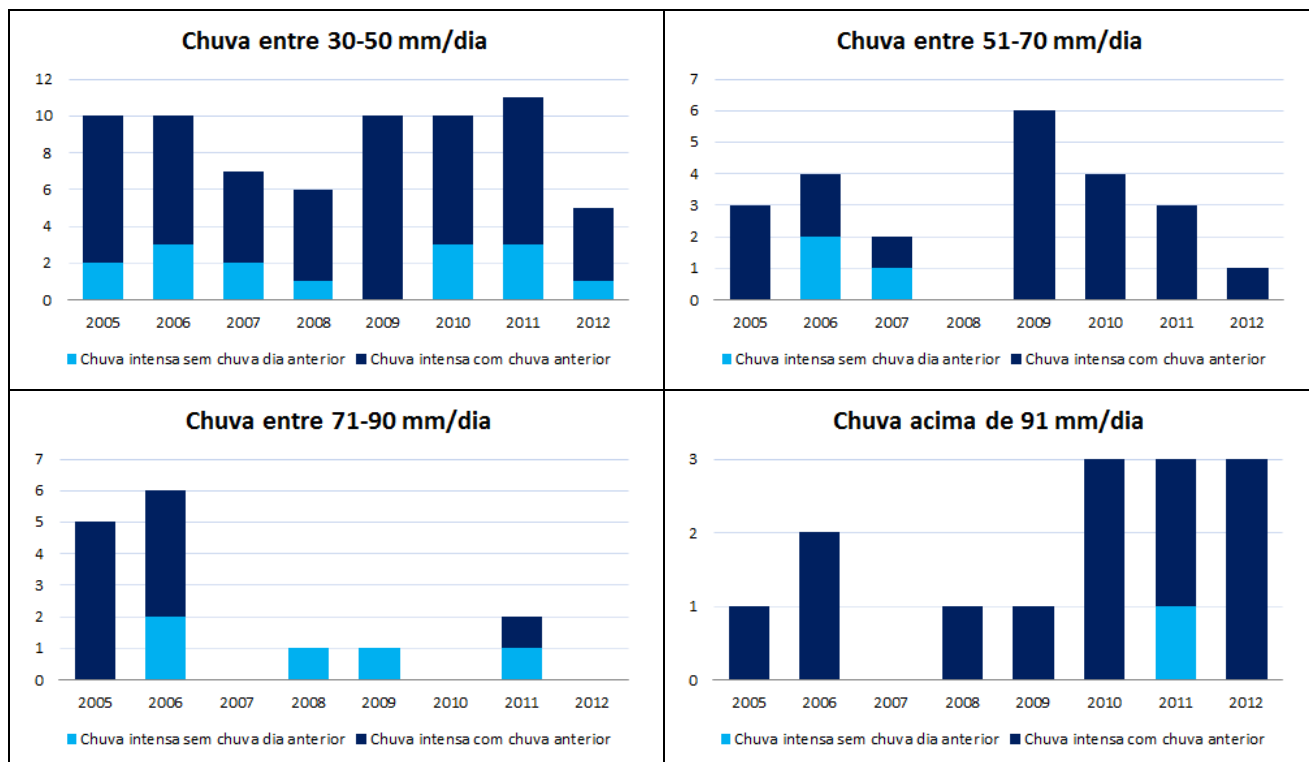 Chuva entre 30-50 mm/dia
12
10
8
6
4
2
0
2005 2006 2007 2008 2009 2010 2011 2012
Chuva intensa sem chuva dia anterior Chuva intensa com chuva anterior
Chuva entre 51-70 mm/dia
7
6
5
4
3
2
1
0
2005 2006 2007 2008 2009 2010 2011 2012
Chuva intensa sem chuva dia anterior Chuva intensa com chuva anterior
Chuva entre 71-90 mm/dia
7
6
5
4
3
2
1
0
2005 2006 2007 2008 2009 2010 2011 2012
Chuva intensa sem chuva dia anterior Chuva intensa com chuva anterior
Chuva acima de 91 mm/dia
3
2
1
0
2005 2006 2007 2008 2009 2010 2011 2012
Chuva intensa sem chuva dia anterior Chuva intensa com chuva anterior